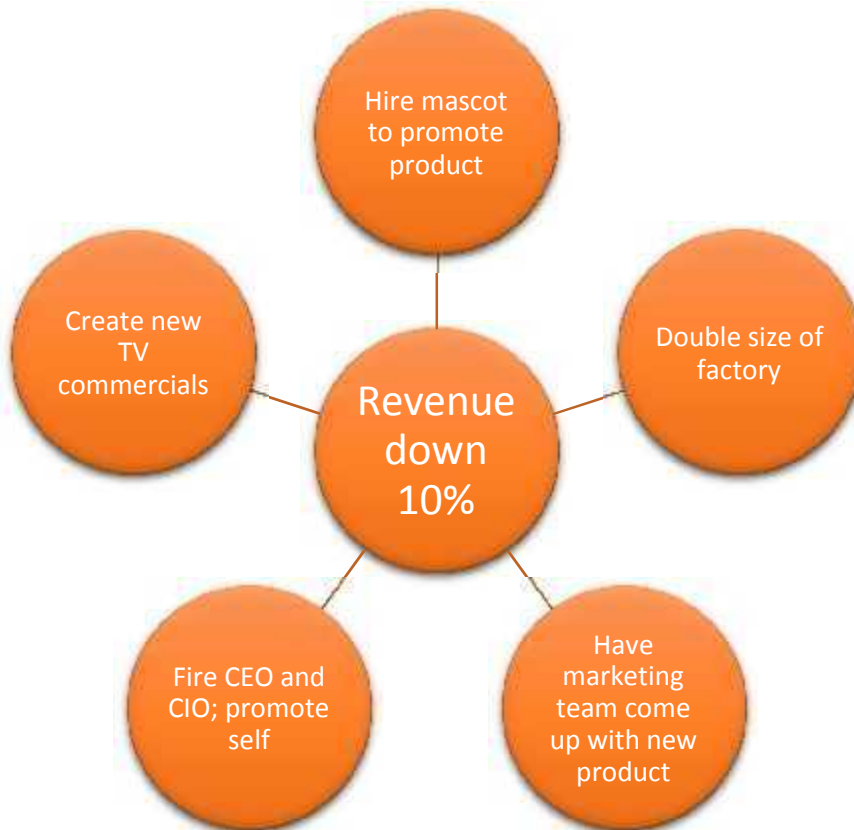 Hire mascot
to promote
product
Create new
TV
commercials
Double size of
factory
Revenue
down
10%
Fire CEO and
CIO; promote
self
Have
marketing
team come
up with new
product